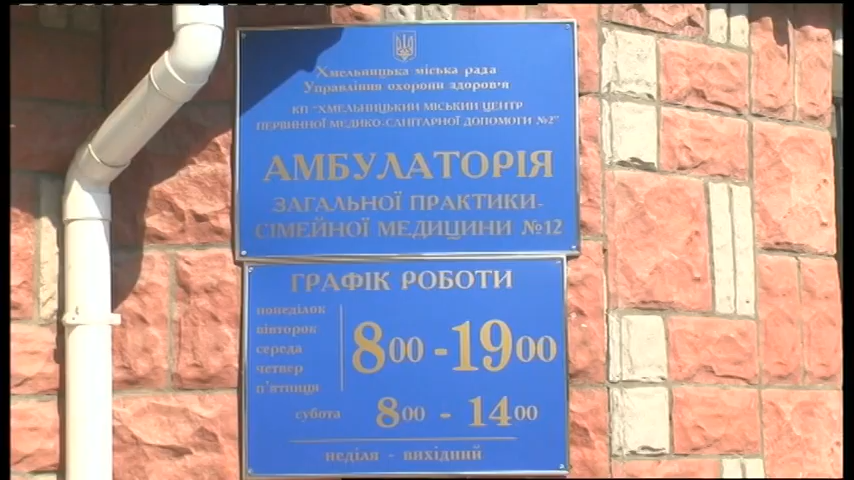 Хмельницька міська рада
Управління охорони здоров'я
КП "ХМЕЛЬНИЦЬКИЙ МІСЬКИЙ ЦЕНТР
ПЕРВИННОЇ МЕДИКО-САНІТАРНОЇ ДОПОМОГИ №2"
АМБУЛАТОРІЯ
ЗАГАЛЬНОЇ ПРАКТИКИ-
СІМЕЙНОЇ МЕДИЦИНИ №12
ГРАФІК РОБОТИ
понеділок
вівторок
середа
четвер
п'ятниця
8 00 - 19 00
субота 8 00 - 14 00
неділя - вихідний